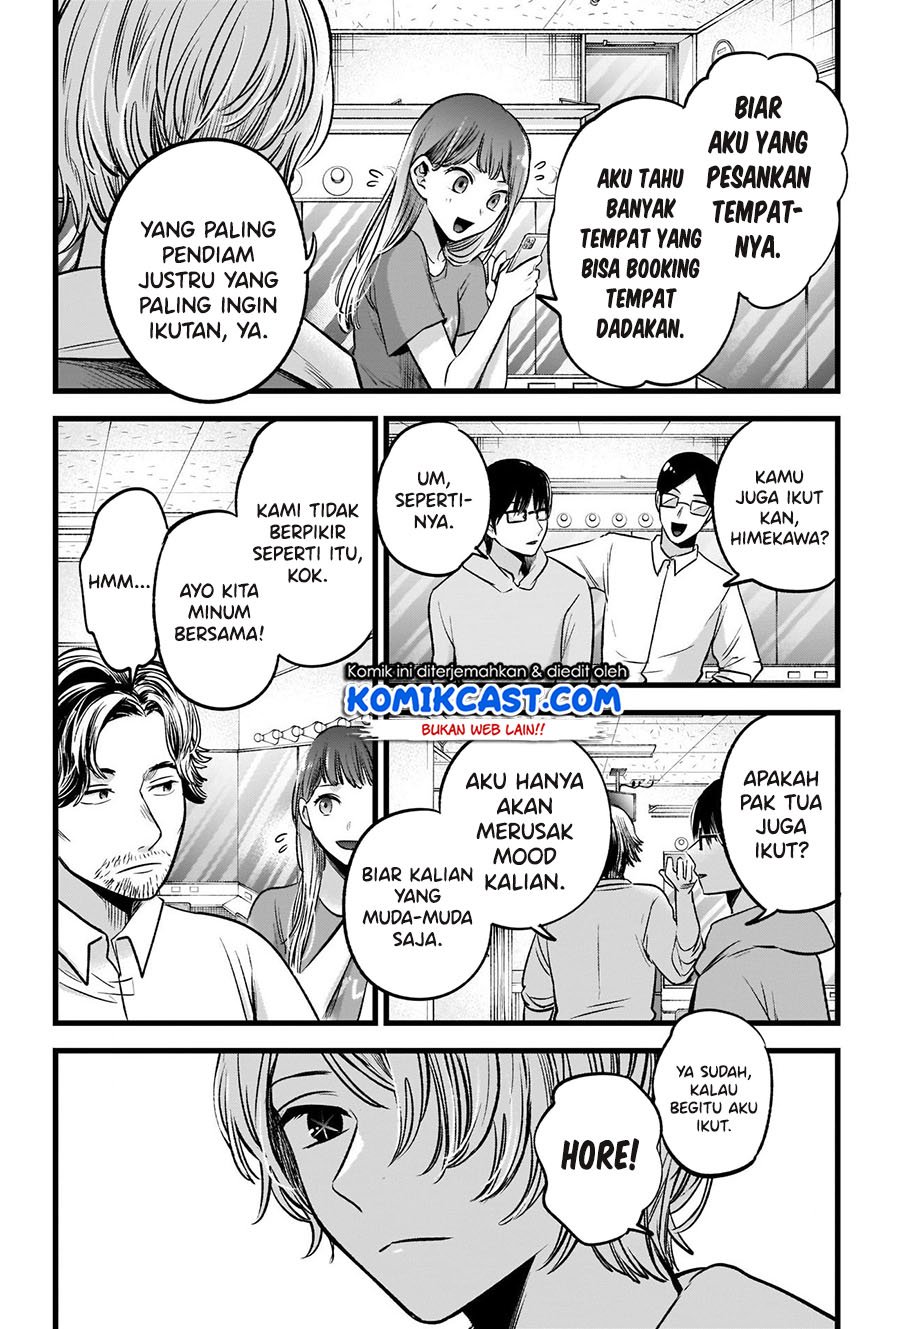 BIAR
AKU YANG
PESANKAN
TEMPAT-
NYA.
AKU TAHU
BANYAK
TEMPAT YANG
BISA BOOKING
TEMPAT
DADAKAN.
YANG PALING
PENDIAM
JUSTRU YANG
PALING INGIN
IKUTAN, YA.
KAMU
JUGA IKUT
KAN,
HIMEKAWA?
UM,
SEPERTI-
NYA.
KAMI TIDAK
BERPIKIR
SEPERTI ITU,
KOK.
AYO KITA
MINUM
BERSAMA!
HMM...
Komik ini diterjemahkan & diedit oleh
KOMIKCAST.COM
BUKAN WEB LAIN!!
APAKAH
PAK TUA
JUGA
IKUT?
AKU HANYA
AKAN
MERUSAK
MOOD
KALIAN.
BIAR KALIAN
YANG
MUDA-MUDA
SAJA.
YA SUDAH,
KALAU
BEGITU AKU
IKUT.
HORE!